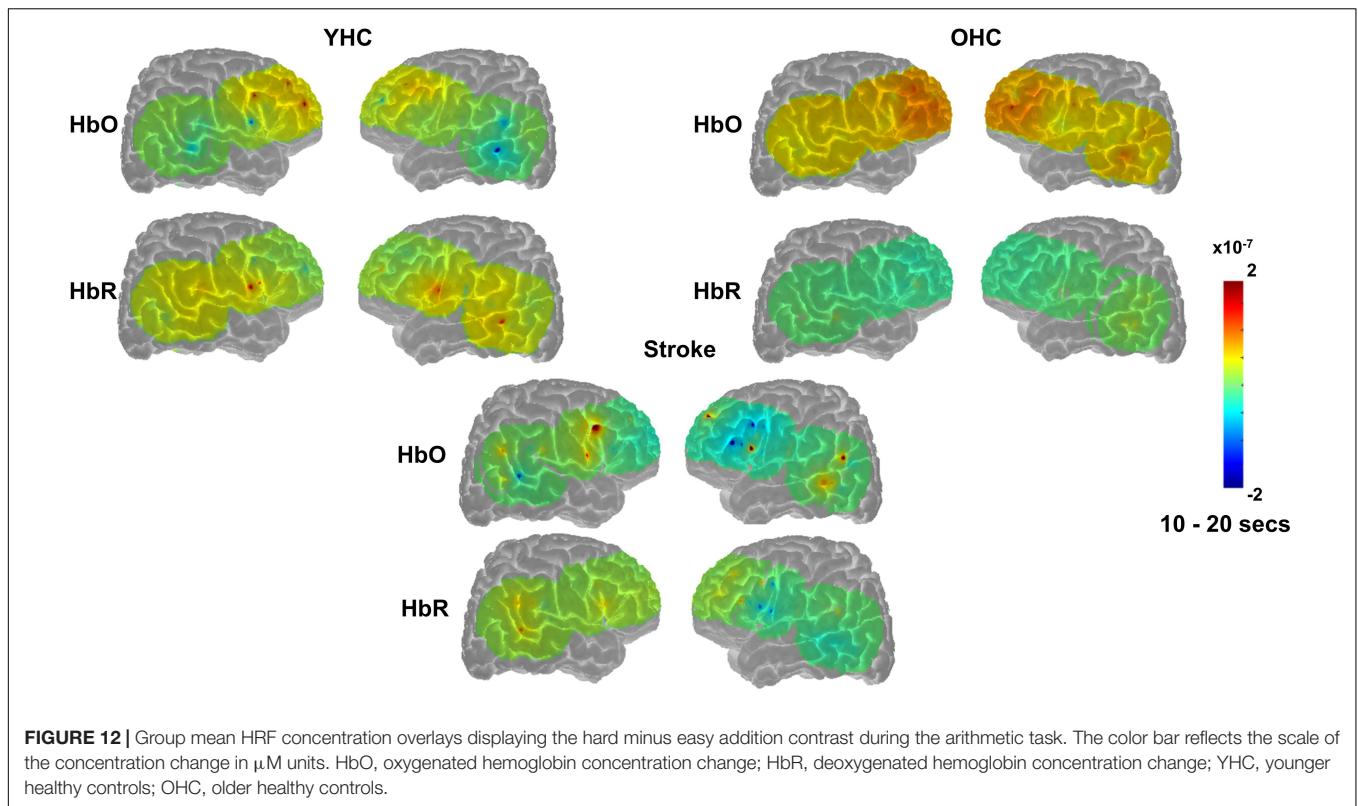 YHC
OHC
HbO
HbO
HbR
HbR
x10-7
2
-2
10 - 20 secs
Stroke
HbO
HbR
FIGURE 12 | Group mean HRF concentration overlays displaying the hard minus easy addition contrast during the arithmetic task. The color bar reflects the scale of
the concentration change in μM units. HbO, oxygenated hemoglobin concentration change; HbR, deoxygenated hemoglobin concentration change; YHC, younger
healthy controls; OHC, older healthy controls.